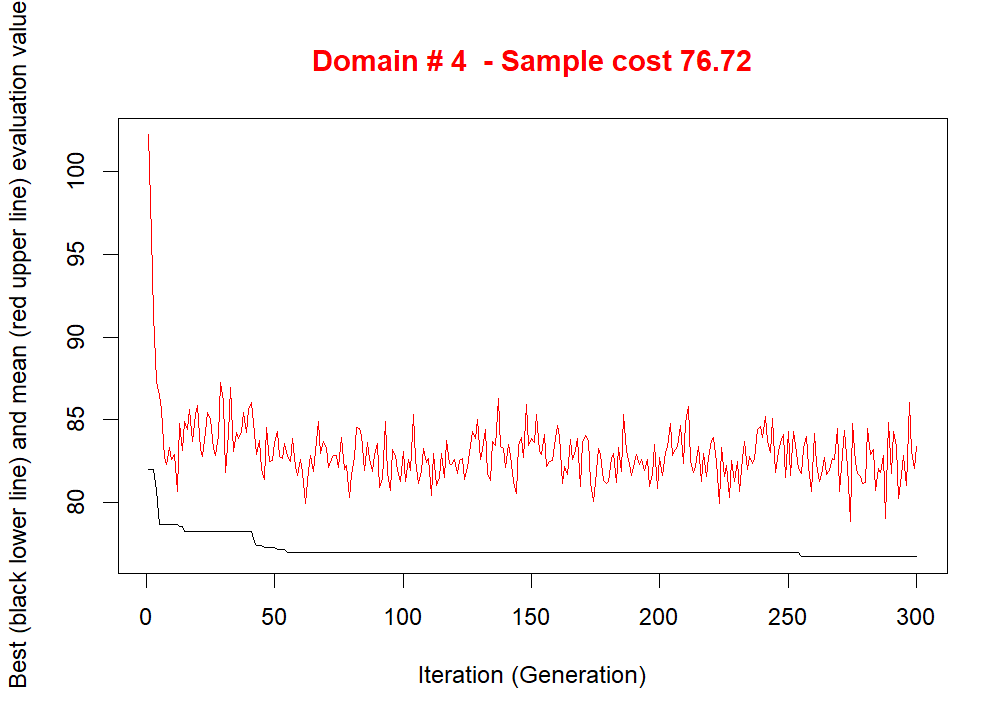 Domain # 4  - Sample cost 76.72
Best (black lower line) and mean (red upper line) evaluation value
100
95
90
85
80
0 50 100 150 200 250 300
Iteration (Generation)